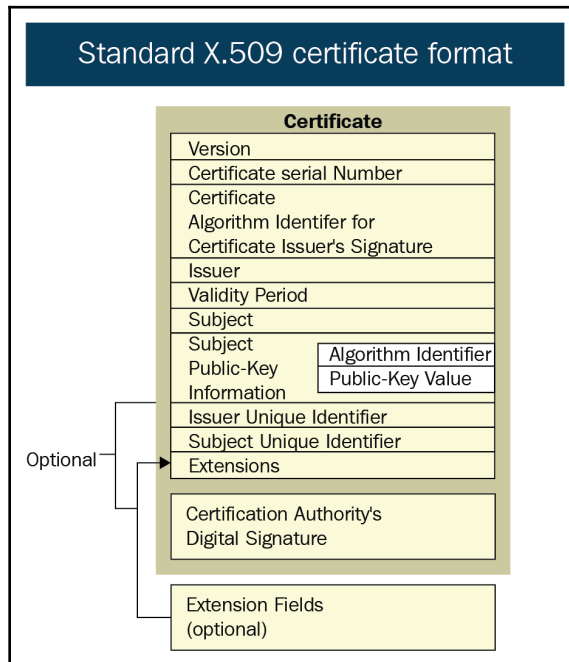 Standard X.509 certificate format
Certificate
Version
Certificate serial Number
Certificate
Algorithm Identifer for
Certificate Issuer's Signature
Issuer
Validity Period
Subject
Subject
Public-Key
Information
Algorithm Identifier
Public-Key Value
Issuer Unique Identifier
Subject Unique Identifier
Optional
Extensions
Certification Authority's
Digital Signature
Extension Fields
(optional)